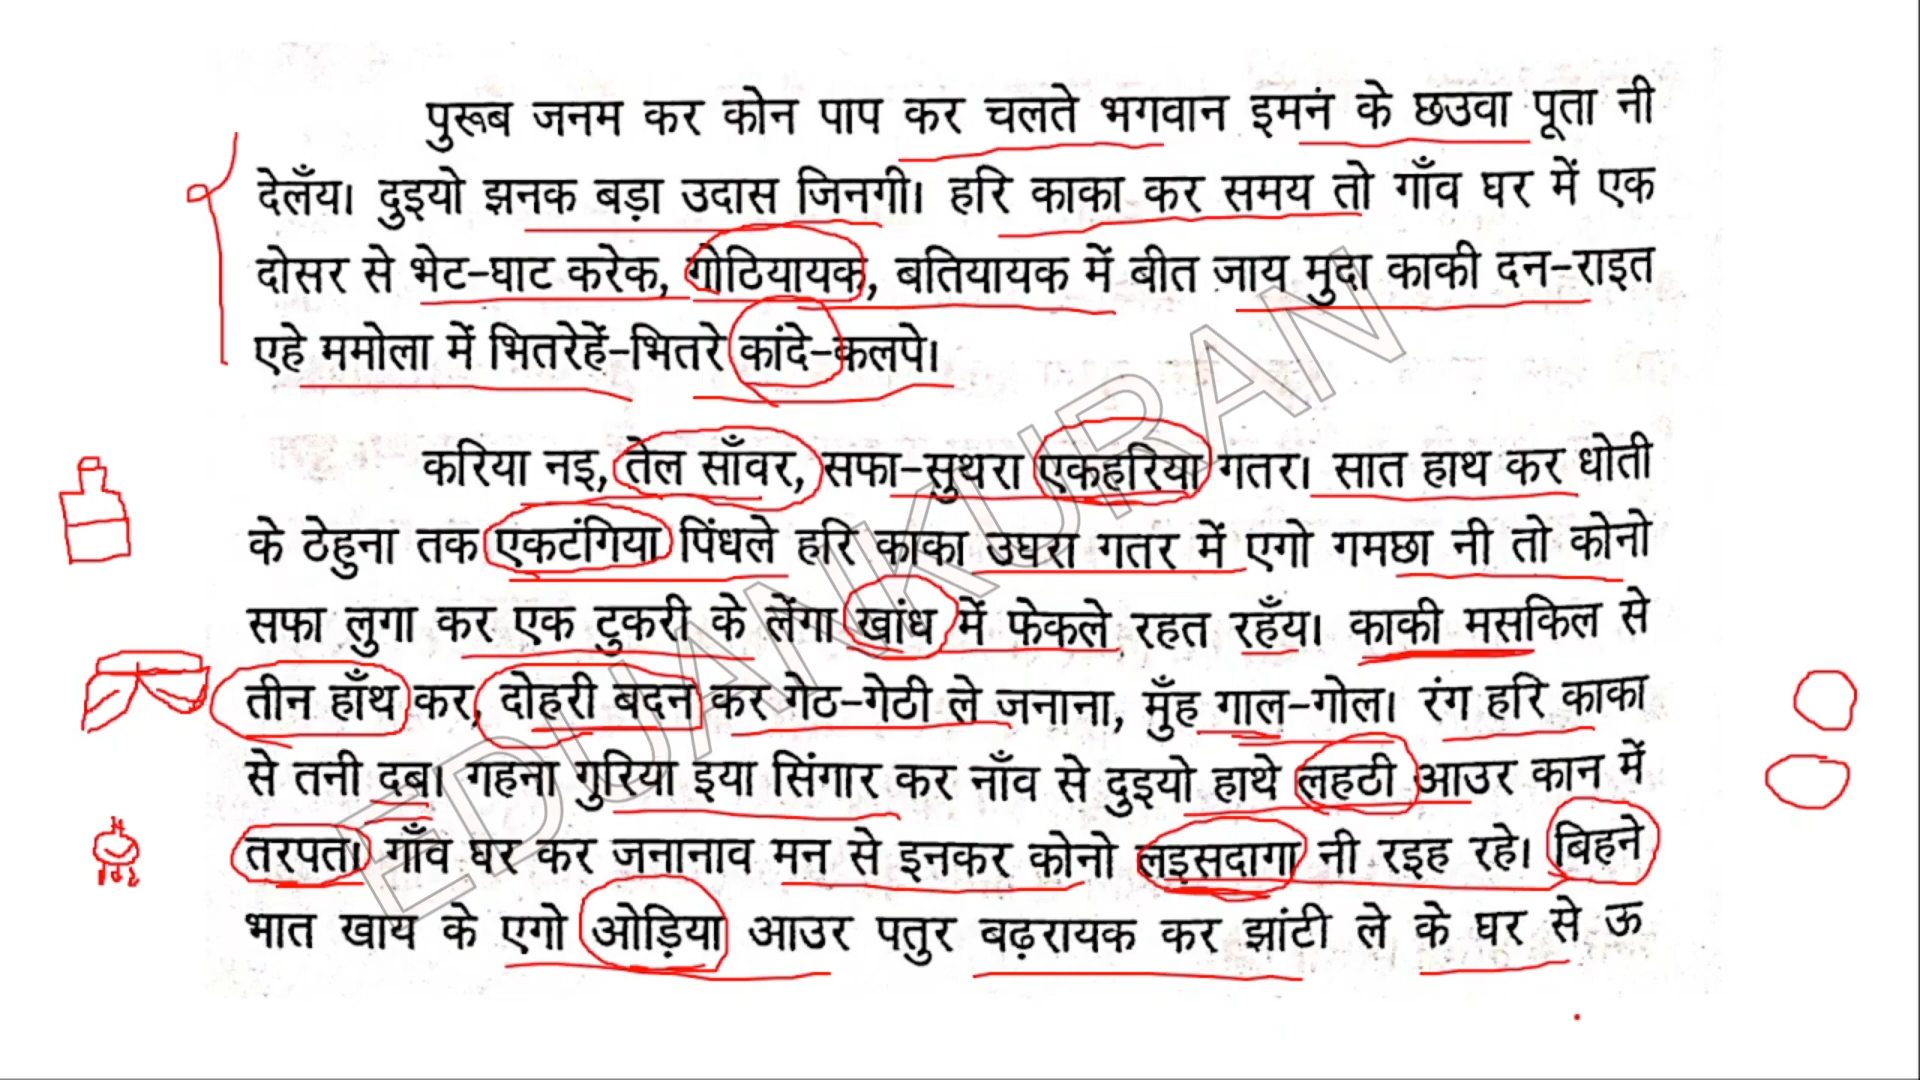 पुरूब जनम कर कोन पाप कर चलते भगवान इमनं के छउवा पूता नी
देलँय। दुइयो झनक बड़ा उदास जिनगी। हरि काका कर समय तो गाँव घर में एक
दोसर से भेट-घाट करेक, गोटियायक, बतियायक में बीत जाय मुदा काकी दन-राइत
एहे ममोला में भितरेहें-भितरे कांदे-कलपे।
करिया नइ, तेल साँवर, सफा-सुथरा एकहरिया गतर। सात हाथ कर धोती
के ठेहुना तक एकटंगिया पिंधले हरि काका उघरा गतर में एगो गमछा नी तो कोनो
सफा लुगा कर एक टुकरी के लेंगा खांध में फेकले रहत रहँय। काकी मसकिल से
तीन हाँथ कर, दोहरी बदन कर गेठ-गेठी ले जनाना, मुँह गाल-गोल। रंग हरि काका
से तनी दब। गहना गुरिया इया सिंगार कर नाँव से दुइयो हाथे लहठी आउर कान में
तरपत। गाँव घर कर जनानाव मन से इनकर कोनो लइसदागा नी रइह रहे। बिहने
भात खाय के एगो ओड़िया आउर पतुर बढ़रायक कर झांटी ले के घर से ऊ
EDUANKURAN